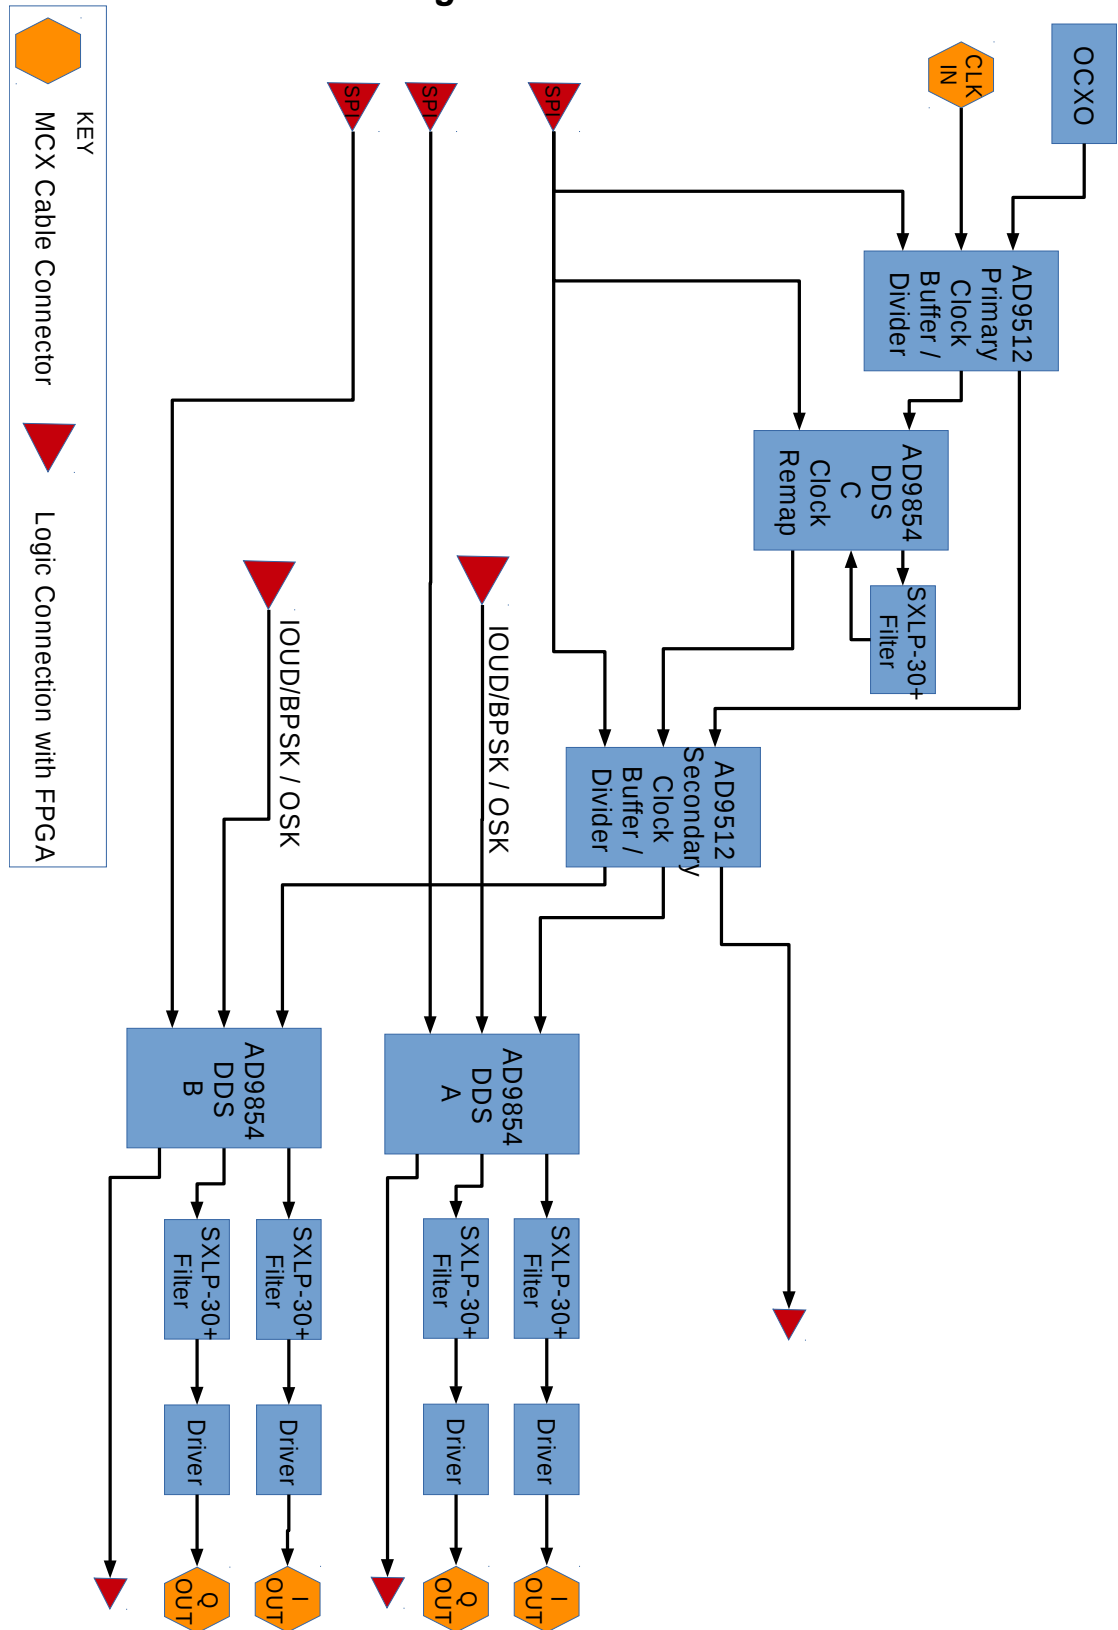 g
OCXO
CLK
IN
SPI
SPI
SPI
AD9512
Primary
Clock
Buffer /
Divider
AD9854
DDS
C
Clock
Remap
SXLP-30+
Filter
AD9512
Secondary
Clock
Buffer /
Divider
IOUD/BPSK / OSK
IOUD/BPSK / OSK
AD9854
DDS
A
AD9854
DDS
B
SXLP-30+
Filter
SXLP-30+
Filter
SXLP-30+
Filter
SXLP-30+
Filter
Driver
Driver
Driver
Driver
I
OUT
Q
OUT
I
OUT
Q
OUT
KEY
MCX Cable Connector
Logic Connection with FPGA